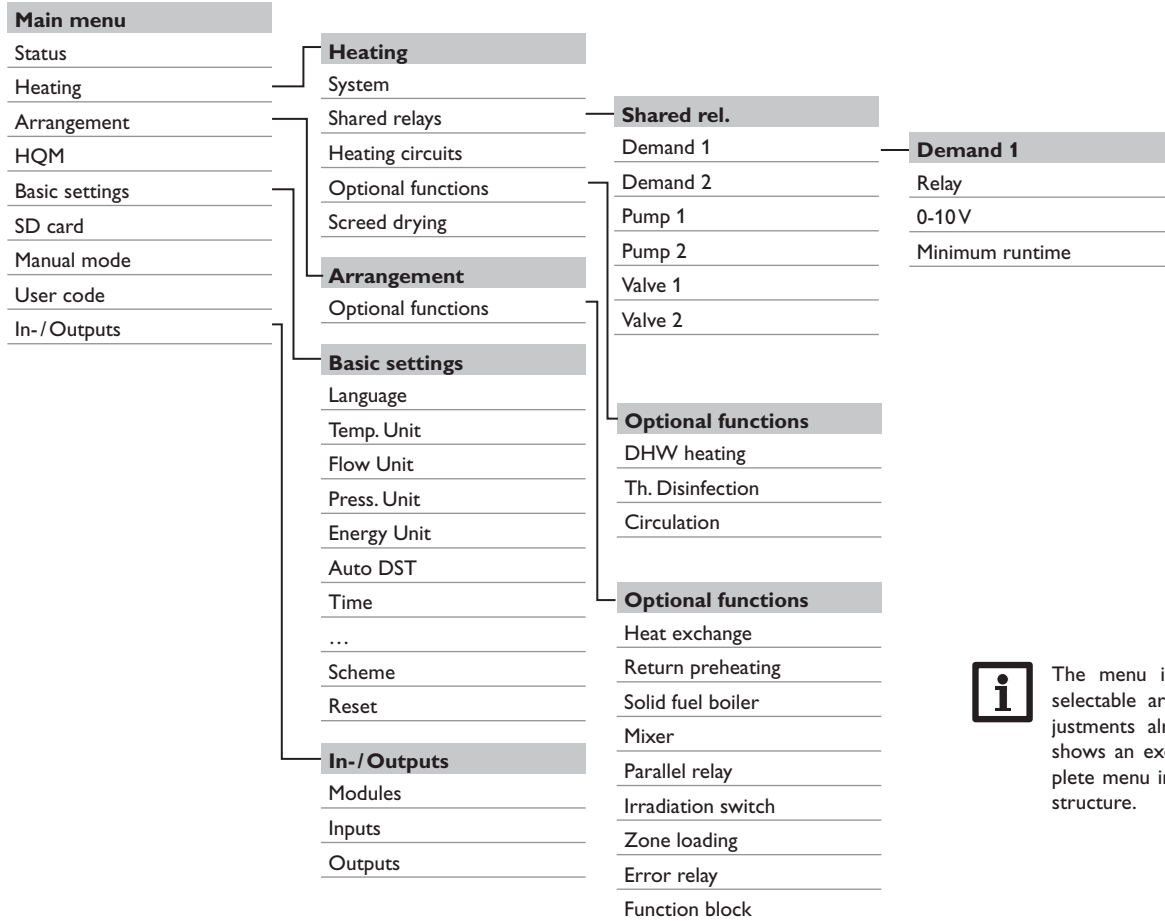 Main menu
Status
Heating
Arrangement
HQM
Basic settings
SD card
Manual mode
User code
In-/Outputs
Heating
System
Shared relays
Heating circuits
Optional functions
Screed drying
Arrangement
Optional functions
Basic settings
Language
Temp. Unit
Flow Unit
Press. Unit
Energy Unit
Auto DST
Time
…
Scheme
Reset
In-/Outputs
Modules
Inputs
Outputs
Shared rel.
Demand 1
Demand 2
Pump 1
Pump 2
Valve 1
Valve 2
Optional functions
DHW heating
Th. Disinfection
Circulation
Optional functions
Heat exchange
Return preheating
Solid fuel boiler
Mixer
Parallel relay
Irradiation switch
Zone loading
Error relay
Function block
Demand 1
Relay
0-10 V
Minimum runtime
i
The menu
selectable
justments
shows an
plete menu
structure.